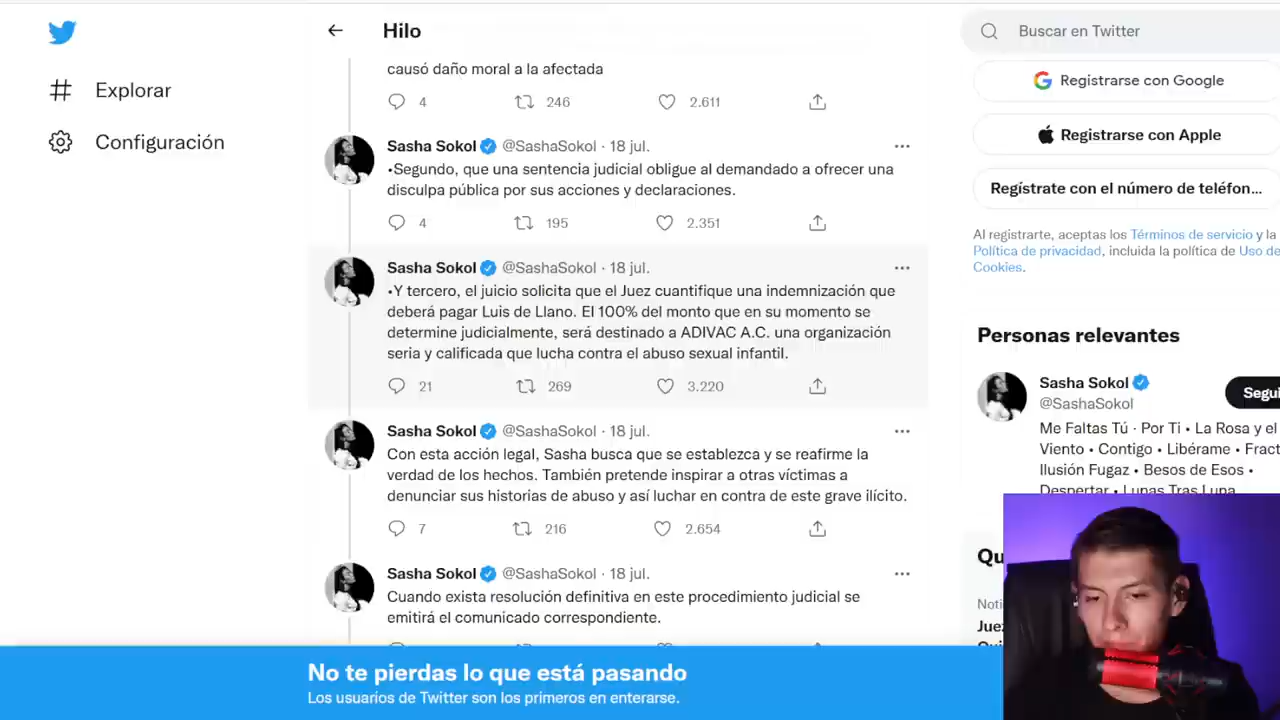 Hilo
Buscar en Twitter
Explorar
Configuración
causó daño moral a la afectada
4 246 2.611
Sasha Sokol @SashaSokol · 18 jul.
•Segundo, que una sentencia judicial obligue al demandado a ofrecer una
disculpa pública por sus acciones y declaraciones.
4 195 2.351
Sasha Sokol @SashaSokol · 18 jul.
•Y tercero, el juicio solicita que el Juez cuantifique una indemnización que
deberá pagar Luis de Llano. El 100% del monto que en su momento se
determine judicialmente, será destinado a ADIVAC A.C. una organización
seria y calificada que lucha contra el abuso sexual infantil.
21 269 3.220
Sasha Sokol @SashaSokol · 18 jul.
Con esta acción legal, Sasha busca que se establezca y se reafirme la
verdad de los hechos. También pretende inspirar a otras víctimas a
denunciar sus historias de abuso y así luchar en contra de este grave ilícito.
7 216 2.654
Sasha Sokol @SashaSokol · 18 jul.
Cuando exista resolución definitiva en este procedimiento judicial se
emitirá el comunicado correspondiente.
Registrarse con Google
Registrarse con Apple
Regístrate con el número de teléfon...
Al registrarte, aceptas los Términos de servicio y la
Política de privacidad, incluida la política de Uso de
Cookies.
Personas relevantes
Sasha Sokol
@SashaSokol
Segui
Me Faltas Tú · Por Ti • La Rosa y el
Viento • Contigo • Libérame • Fract
Ilusión Fugaz • Besos de Esos •
Despertar • Lunas Tras Luna
Qu
Noti
Juez
No te pierdas lo que está pasando
Los usuarios de Twitter son los primeros en enterarse.